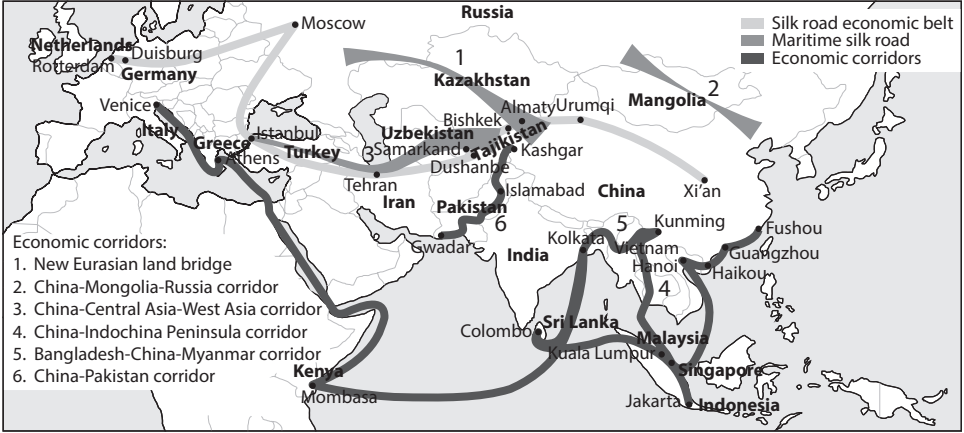 Russia
Moscow
Silk road economic belt
Maritime silk road
Economic corridors
Netherlands
Duisburg
Rotterdam
Germany
1
Kazakhstan
2
Mangolia
Venice
Italy
Almaty
Urumqi
Bishkek
Istanbul
Greece
Athens
Turkey
3
Uzbekistan
Samarkand
Tajikistan
Dushanbe
Kashgar
Tehran
Iran
Islamabad
China
Xi'an
Pakistan
6
Gwadar
India
Kolkata
5
Kunming
Vietnam
Hanoi
Fushou
Guangzhou
Haikou
4
Economic corridors:
1. New Eurasian land bridge
2. China-Mongolia-Russia corridor
3. China-Central Asia-West Asia corridor
4. China-Indochina Peninsula corridor
5. Bangladesh-China-Myanmar corridor
6. China-Pakistan corridor
Colombo
Sri Lanka
Malaysia
Kuala Lumpur
Singapore
Kenya
Mombasa
Jakarta
Indonesia